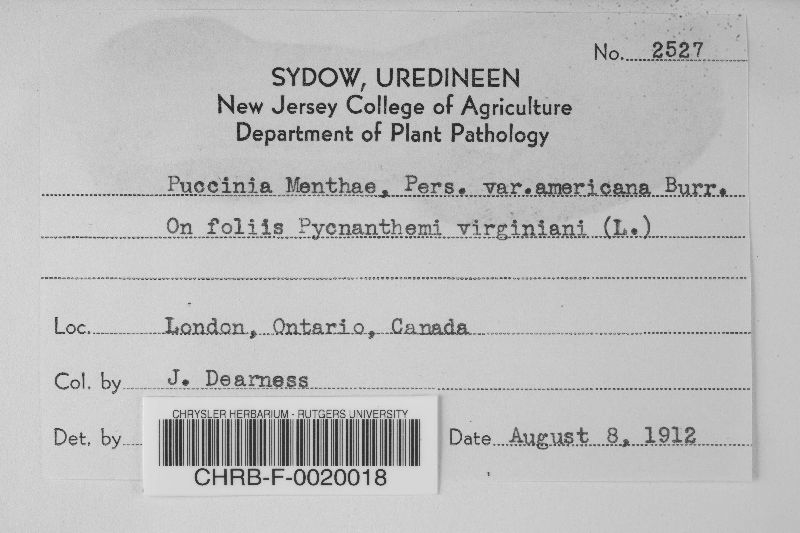 No. 2527
SYDOW, UREDINEEN
New Jersey College of Agriculture
Department of Plant Pathology
Puccinia Menthae, Pers. var.americana Burr.
On foliis Pycnanthemi virginiani (L.)
Loc. London, Ontario, Canada
Col. by J. Dearness
Det. by
CHRYSLER HERBARIUM - RUTGERS UNIVERSITY
CHRB-F-0020018
Date August 8, 1912